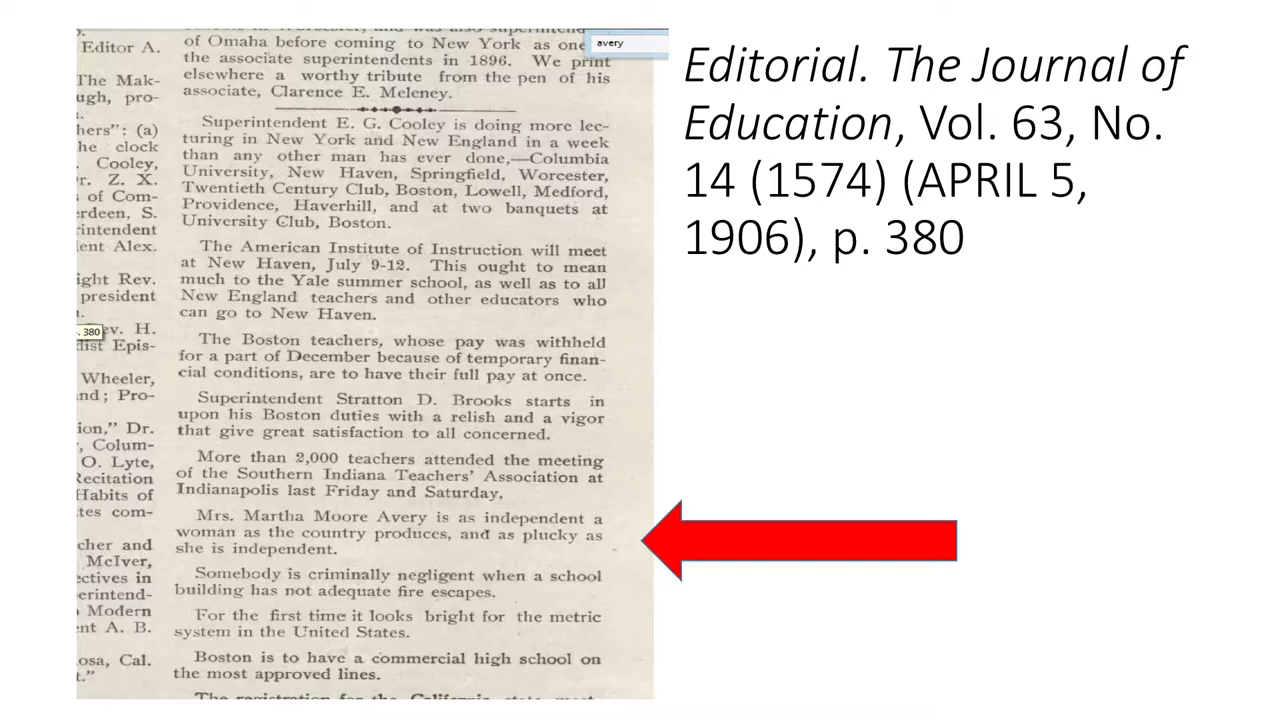 Editor A.
The Mak-
ugh, pro-
hers": (a)
he clock
Cooley,
r. Z. X.
s of Com-
erdeen, S.
rintendent
lent Alex.
ight Rev.
president
. 380
ev. H.
Epis-
Wheeler,
nd; Pro-
ion," Dr.
, Colum-
O. Lyte,
Recitation
Habits of
tes com-
cher and
McIver,
ectives in
erintend-
Modern
nt A. B.
osa, Cal.
avery
of Omaha before coming to New York as one
the associate superintendents in 1896. We print
elsewhere a worthy tribute from the pen of his
associate, Clarence E. Meleney.
Superintendent E. G. Cooley is doing more lec-
turing in New York and New England in a week
than any other man has ever done,—Columbia
University, New Haven, Springfield, Worcester,
Twentieth Century Club, Boston, Lowell, Medford,
Providence, Haverhill, and at two banquets at
University Club, Boston.
The American Institute of Instruction will meet
at New Haven, July 9-12. This ought to mean
much to the Yale summer school, as well as to all
New England teachers and other educators who
can go to New Haven.
The Boston teachers, whose pay was withheld
for a part of December because of temporary finan-
cial conditions, are to have their full pay at once.
Superintendent Stratton D. Brooks starts in
upon his Boston duties with a relish and a vigor
that give great satisfaction to all concerned.
More than 2,000 teachers attended the meeting
of the Southern Indiana Teachers' Association at
Indianapolis last Friday and Saturday.
Mrs. Martha Moore Avery is as independent a
woman as the country produces, and as plucky as
she is independent.
Somebody is criminally negligent when a school
building has not adequate fire escapes.
For the first time it looks bright for the metric
system in the United States.
Boston is to have a commercial high school on
the most approved lines.
Editorial. The Journal of
Education, Vol. 63, No.
14 (1574) (APRIL 5,
1906), p. 380